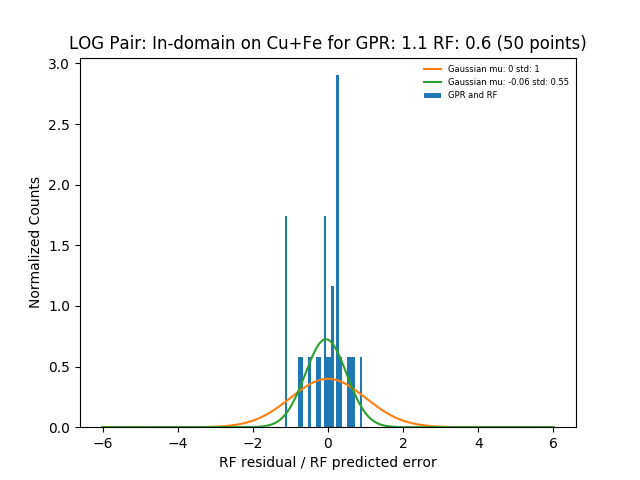 LOG Pair: In-domain on Cu+Fe for GPR: 1.1 RF: 0.6 (50 points)
Gaussian mu: 0 std: 1
Gaussian mu: -0.06 std: 0.55
GPR and RF
Normalized Counts
3.0
2.5
2.0
1.5
1.0
0.5
0.0
−6 −4 −2 0 2 4 6
RF residual / RF predicted error